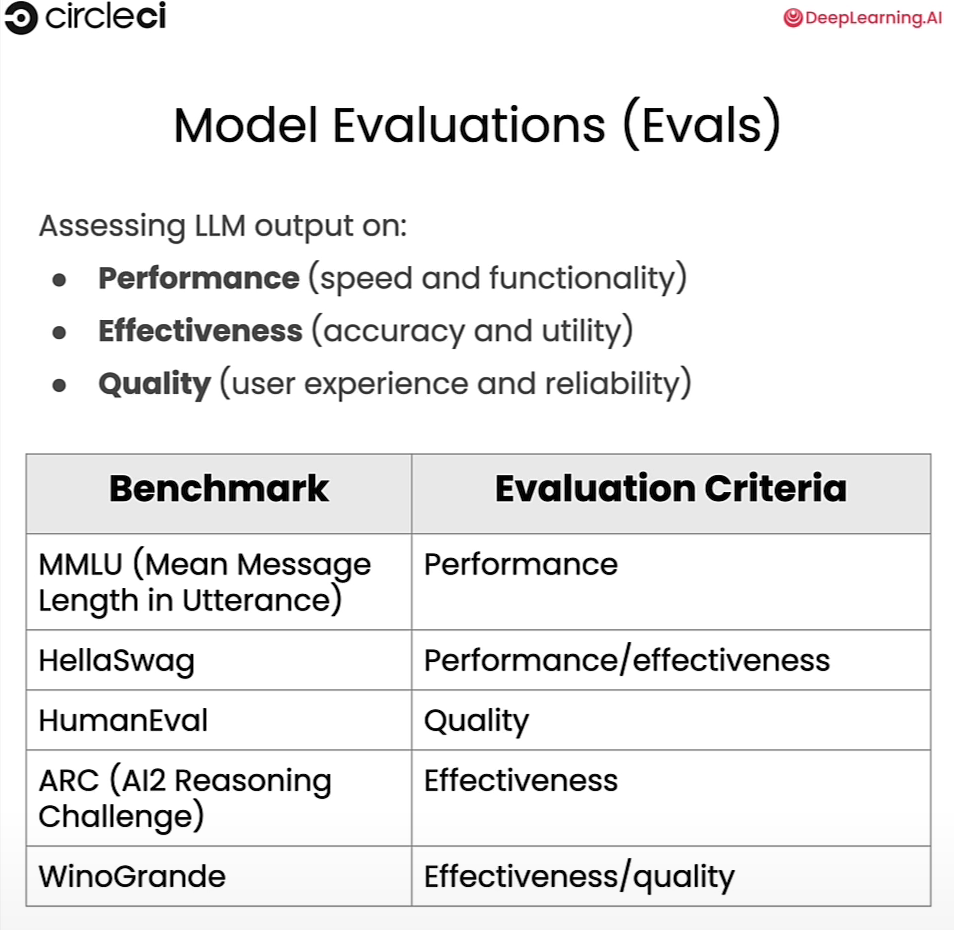 circleci
DeepLearning.AI
Model Evaluations (Evals)
Assessing LLM output on:
● Performance (speed and functionality)
● Effectiveness (accuracy and utility)
● Quality (user experience and reliability)
Benchmark
Evaluation Criteria
MMLU (Mean Message
Length in Utterance)
Performance
HellaSwag
Performance/effectiveness
HumanEval
Quality
ARC (AI2 Reasoning
Challenge)
Effectiveness
WinoGrande
Effectiveness/quality